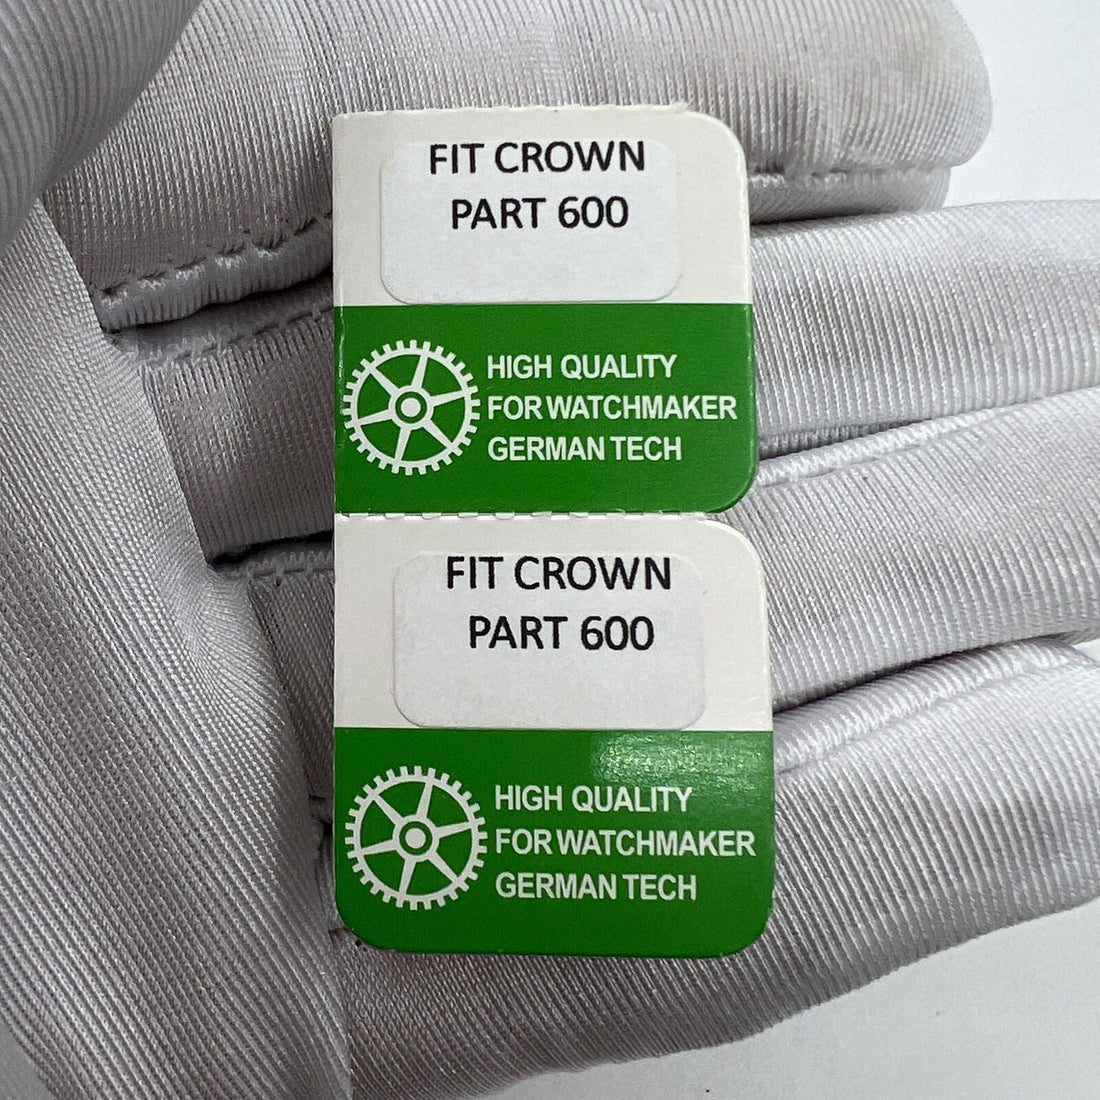 FIT CROWN
PART 600
HIGH QUALITY
FOR WATCHMAKER
GERMAN TECH
FIT CROWN
PART 600
HIGH QUALITY
FOR WATCHMAKER
GERMAN TECH